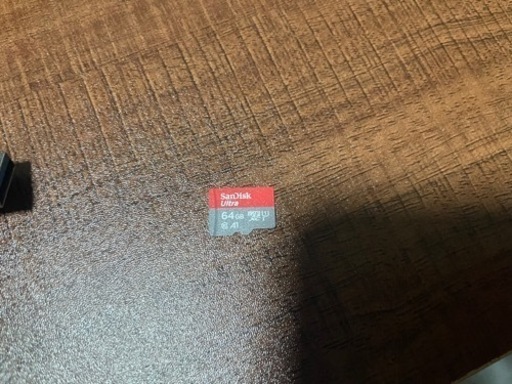 SanDisk
Ultra
64GB
A1